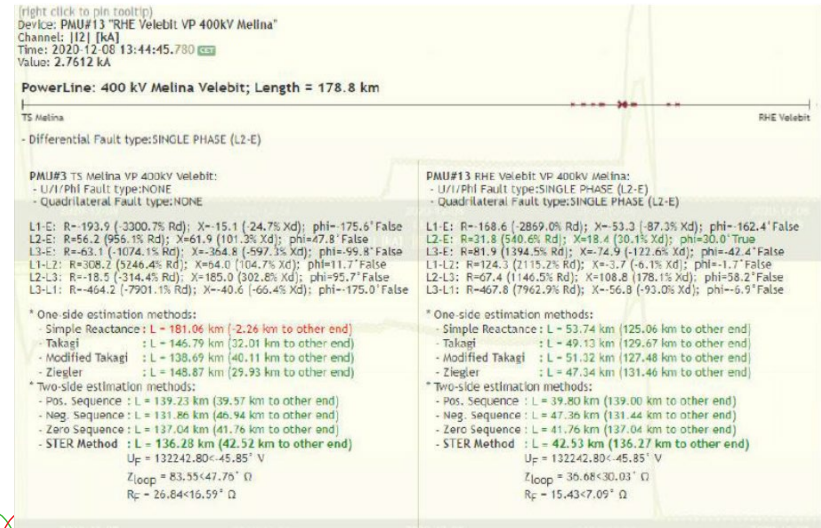 (right click to pin tooltip)
Device: PMU#13 "RHE Velebit VP 400kV Melina"
Channel: |I2| [kA]
Time: 2020-12-08 13:44:45.780 CET
Value: 2.7612 kA
PowerLine: 400 kV Melina Velebit; Length = 178.8 km
TS Melina RHE Velebit
- Differential Fault type:SINGLE PHASE (L2-E)
PMU#3 TS Melina VP 400kV Velebit:
- U/I/Phi Fault type:NONE
- Quadrilateral Fault type:NONE
L1-E: R=-193.9 (-3300.7% Rd); X=-15.1 (-24.7% Xd); phi=-175.6° False
L2-E: R=56.2 (956.1% Rd); X=61.9 (101.3% Xd); phi=47.8° False
L3-E: R=-63.1 (-1074.1% Rd); X=-364.8 (-597.3% Xd); phi=-99.8° False
L1-L2: R=308.2 (5246.4% Rd); X=64.0 (104.7% Xd); phi=11.7° False
L2-L3: R=-18.5 (-314.4% Rd); X=185.0 (302.8% Xd); phi=95.7° False
L3-L1: R=-464.2 (-7901.1% Rd); X=-40.6 (-66.4% Xd); phi=-175.0° False
* One-side estimation methods:
- Simple Reactance : L = 181.06 km (-2.26 km to other end)
- Takagi : L = 146.79 km (32.01 km to other end)
- Modified Takagi : L = 138.69 km (40.11 km to other end)
- Ziegler : L = 148.87 km (29.93 km to other end)
* Two-side estimation methods:
- Pos. Sequence : L = 139.23 km (39.57 km to other end)
- Neg. Sequence : L = 131.86 km (46.94 km to other end)
- Zero Sequence : L = 137.04 km (41.76 km to other end)
- STER Method : L = 136.28 km (42.52 km to other end)
UF = 132242.80<-45.85° V
Zloop = 83.55<47.76° Ω
RF = 26.84<16.59° Ω
PMU#13 RHE Velebit VP 400kV Melina:
- U/I/Phi Fault type:SINGLE PHASE (L2-E)
- Quadrilateral Fault type:SINGLE PHASE (L2-E)
L1-E: R=-168.6 (-2869.0% Rd); X=-53.3 (-87.3% Xd); phi=-162.4° False
L2-E: R=31.8 (540.6% Rd); X=18.4 (30.1% Xd); phi=30.0° True
L3-E: R=81.9 (1394.5% Rd); X=-74.9 (-122.6% Xd); phi=-42.4° False
L1-L2: R=124.3 (2115.2% Rd); X=-3.7 (-6.1% Xd); phi=-1.7° False
L2-L3: R=67.4 (1146.5% Rd); X=108.8 (178.1% Xd); phi=58.2° False
L3-L1: R=467.8 (7962.9% Rd); X=-56.8 (-93.0% Xd); phi=-6.9° False
* One-side estimation methods:
- Simple Reactance : L = 53.74 km (125.06 km to other end)
- Takagi : L = 49.13 km (129.67 km to other end)
- Modified Takagi : L = 51.32 km (127.48 km to other end)
- Ziegler : L = 47.34 km (131.46 km to other end)
* Two-side estimation methods:
- Pos. Sequence : L = 39.80 km (139.00 km to other end)
- Neg. Sequence : L = 47.36 km (131.44 km to other end)
- Zero Sequence : L = 41.76 km (137.04 km to other end)
- STER Method : L = 42.53 km (136.27 km to other end)
UF = 132242.80<-45.85° V
Zloop = 36.68<30.03° Ω
RF = 15.43<7.09° Ω